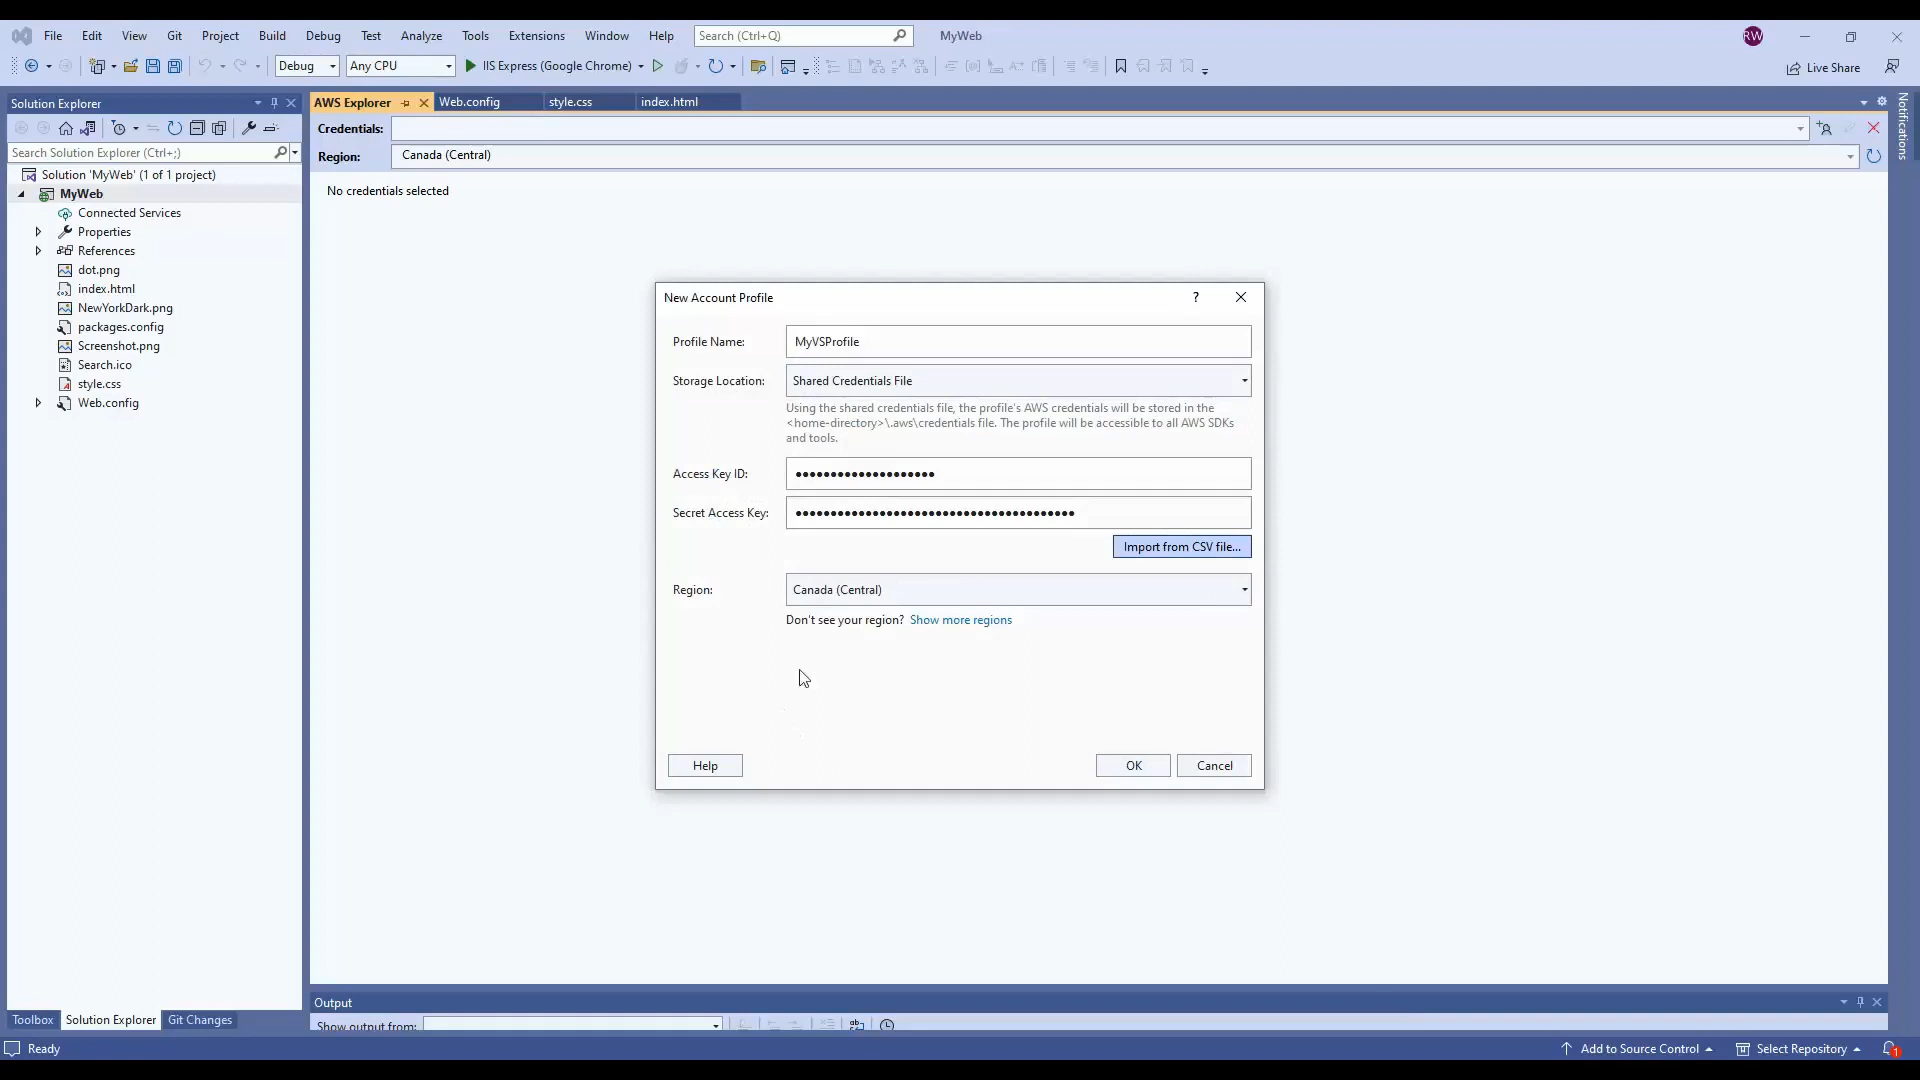 File Edit View Git Project Build Debug Test Analyze Tools Extensions Window Help Search (Ctrl+Q) MyWeb RW
Debug Any CPU IIS Express (Google Chrome) Live Share
Solution Explorer
Search Solution Explorer (Ctrl+;)
Solution 'MyWeb' (1 of 1 project)
MyWeb
Connected Services
Properties
References
dot.png
index.html
NewYorkDark.png
packages.config
Screenshot.png
Search.ico
style.css
Web.config
Toolbox Solution Explorer Git Changes
AWS Explorer Web.config style.css index.html
Credentials:
Region: Canada (Central)
No credentials selected
Notifications
New Account Profile ?
Profile Name: MyVSProfile
Storage Location: Shared Credentials File
Using the shared credentials file, the profile's AWS credentials will be stored in the
<home-directory>\.aws\credentials file. The profile will be accessible to all AWS SDKs
and tools.
Access Key ID: ••••••••••••••••••••
Secret Access Key: ••••••••••••••••••••••••••••••••••••••••
Import from CSV file...
Region: Canada (Central)
Don't see your region? Show more regions
Help OK Cancel
Output
Show output from:
Ready Add to Source Control Select Repository 1